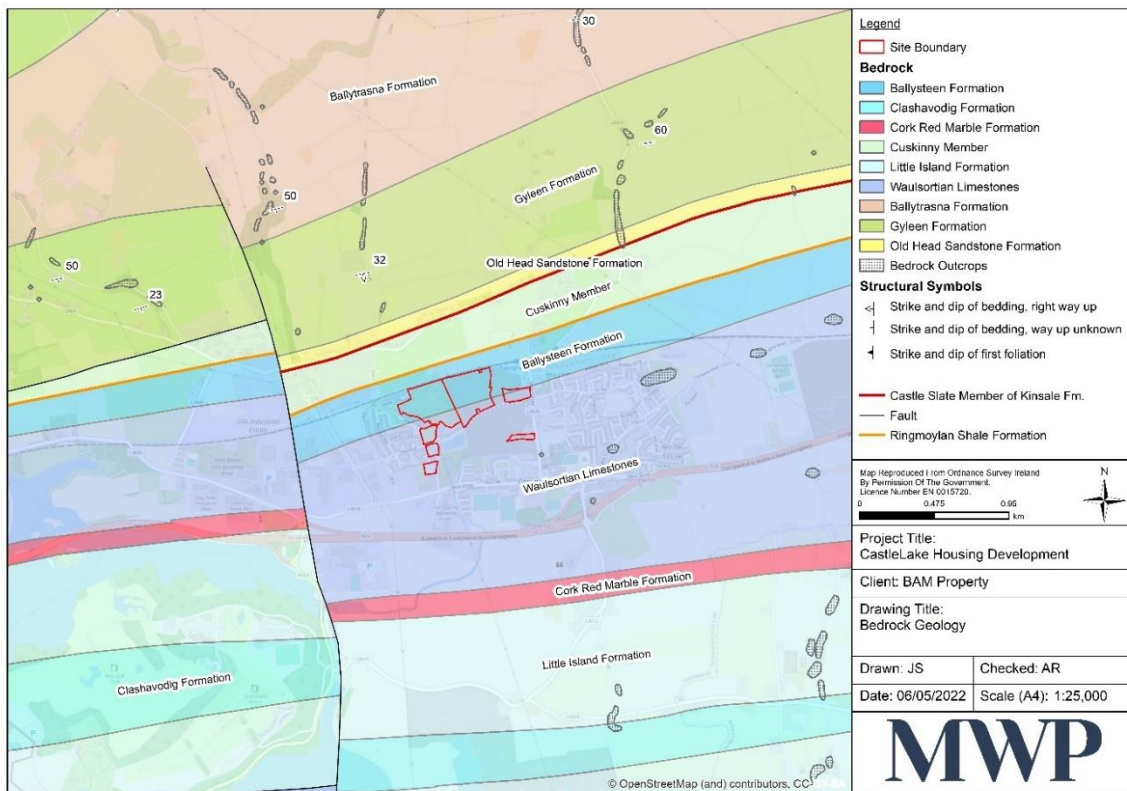 30
Ballytrasna Formation
60
Gyleen Formation
50
32
50
23
Old Head Sandstone Formation
Cuskinny Member
Ballysteen Formation
Waulsortian Limestones
Cork Red Marble Formation
Little Island Formation
Clashavodig Formation
© OpenStreetMap (and) contributors, CC-BY-SA
Legend
Site Boundary
Bedrock
Ballysteen Formation
Clashavodig Formation
Cork Red Marble Formation
Cuskinny Member
Little Island Formation
Waulsortian Limestones
Ballytrasna Formation
Gyleen Formation
Old Head Sandstone Formation
Bedrock Outcrops
Structural Symbols
Strike and dip of bedding, right way up
Strike and dip of bedding, way up unknown
Strike and dip of first foliation
Castle Slate Member of Kinsale Fm.
Fault
Ringmoylan Shale Formation
Map Reproduced From Ordnance Survey Ireland
By Permission Of The Government.
Licence Number EN 0015720.
N
0 0.475 0.95
km
Project Title:
CastleLake Housing Development
Client: BAM Property
Drawing Title:
Bedrock Geology
Drawn: JS Checked: AR
Date: 06/05/2022 Scale (A4): 1:25,000
MWP